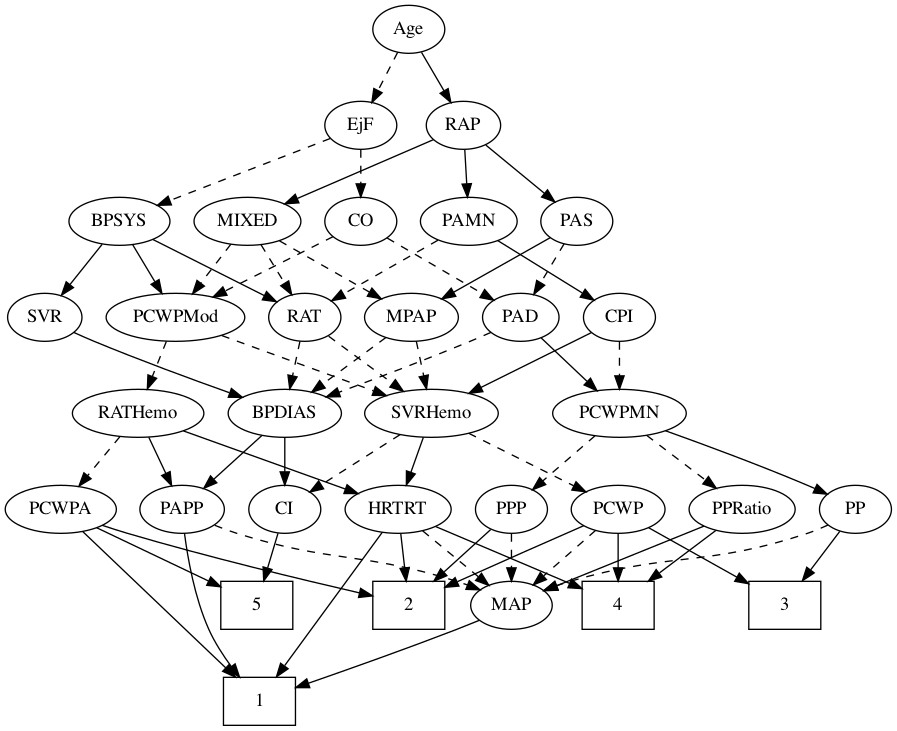 Age
EjF
RAP
BPSYS
MIXED
CO
PAMN
PAS
SVR
PCWPMod
RAT
MPAP
PAD
CPI
RATHemo
BPDIAS
SVRHemo
PCWPMN
PCWPA
PAPP
CI
HRTRT
PPP
PCWP
PPRatio
PP
5
2
MAP
4
3
1